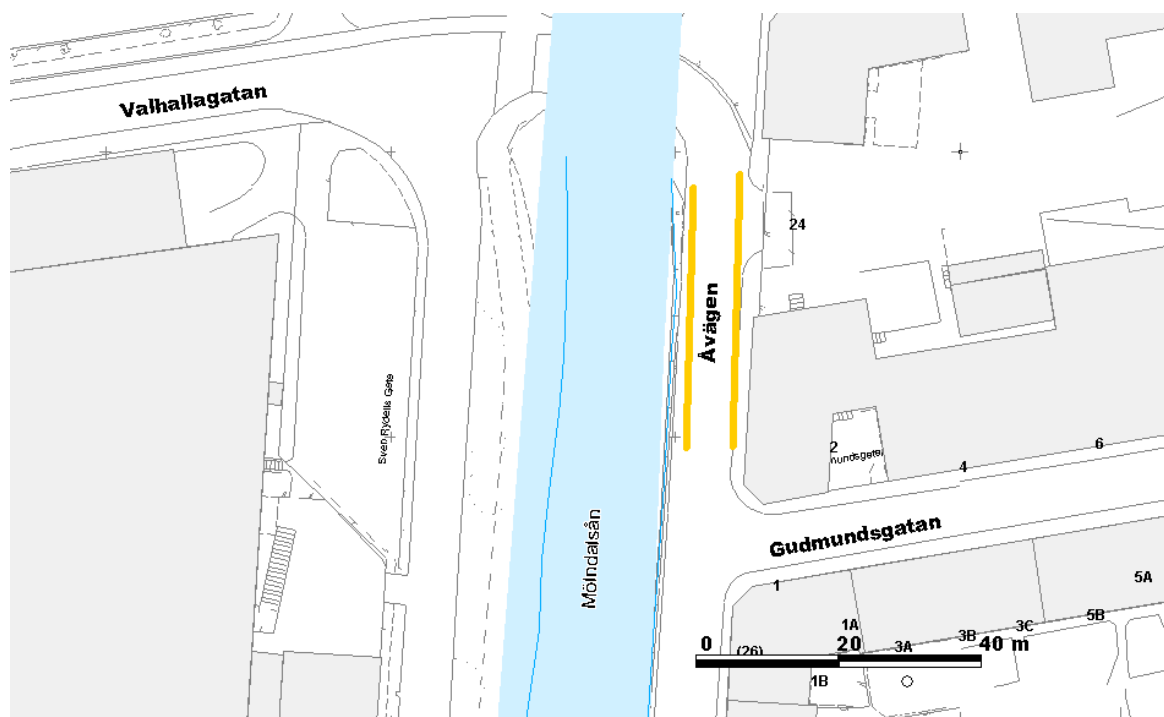 Valhallagatan
24
Åvägen
Sven Rydells Gata
2
mundsgatan
6
4
Mölndalsån
Gudmundsgatan
1
5A
5B
3C
1A
3B
3A
(26)
0 20 40 m
1B